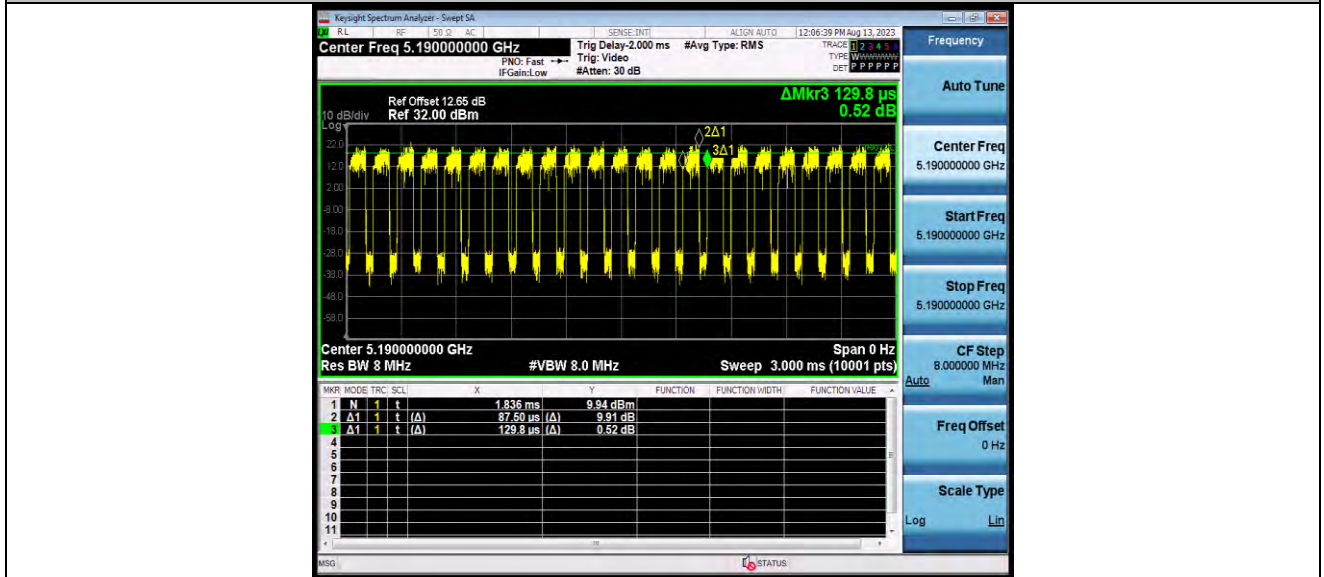 Keysight Spectrum Analyzer - Swept SA
RL RF 50 Ω AC SENSE:INT ALIGN AUTO 12:06:39 PM Aug 13, 2023
Center Freq 5.190000000 GHz Trig Delay-2.000 ms #Avg Type: RMS TRACE 1 2 3 4 5 6
PNO: Fast Trig: Video TYPE WWWWWW
IFGain:Low #Atten: 30 dB DET P P P P P P
Frequency
ΔMkr3 129.8 µs
0.52 dB
Ref Offset 12.65 dB
10 dB/div Ref 32.00 dBm
Log
22.0
12.0
2.00
-8.00
-18.0
-28.0
-38.0
-48.0
-58.0
2Δ1
3Δ1
Center 5.190000000 GHz Span 0 Hz
Res BW 8 MHz #VBW 8.0 MHz Sweep 3.000 ms (10001 pts)
MKR MODE TRC SCL X Y FUNCTION FUNCTION WIDTH FUNCTION VALUE
1 N 1 t 1.836 ms 9.94 dBm
2 Δ1 1 t (Δ) 87.50 µs (Δ) 9.91 dB
3 Δ1 1 t (Δ) 129.8 µs (Δ) 0.52 dB
4
5
6
7
8
9
10
11
MSG STATUS
Auto Tune
Center Freq
5.190000000 GHz
Start Freq
5.190000000 GHz
Stop Freq
5.190000000 GHz
CF Step
8.000000 MHz
Auto Man
Freq Offset
0 Hz
Scale Type
Log Lin